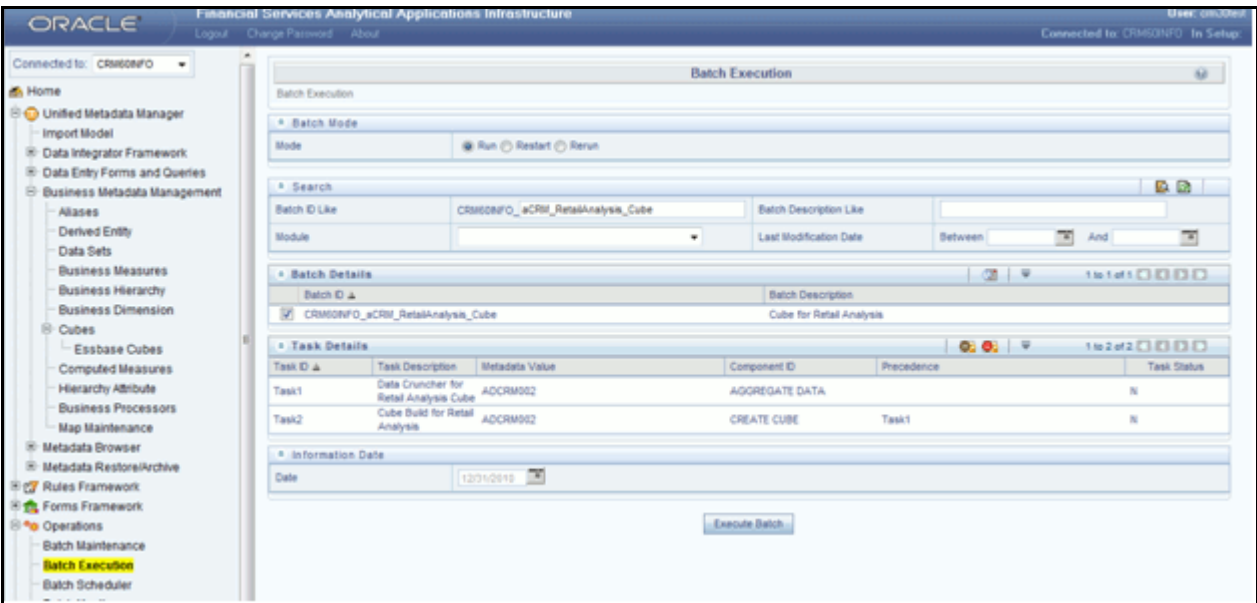 ORACLE
Financial Services Analytical Applications Infrastructure
User: crm30test
Logout Change Password About
Connected to: CRM60INFO In Setup:
Connected to: CRM60INFO
Home
Unified Metadata Manager
Import Model
Data Integrator Framework
Data Entry Forms and Queries
Business Metadata Management
Aliases
Derived Entity
Data Sets
Business Measures
Business Hierarchy
Business Dimension
Cubes
Essbase Cubes
Computed Measures
Hierarchy Attribute
Business Processors
Map Maintenance
Metadata Browser
Metadata Restore/Archive
Rules Framework
Forms Framework
Operations
Batch Maintenance
Batch Execution
Batch Scheduler
Batch Execution
Batch Execution
Batch Mode
Mode Run Restart Rerun
Search
Batch ID Like CRM60INFO_ aCRM_RetailAnalysis_Cube Batch Description Like
Module Last Modification Date Between And
Batch Details 1 to 1 of 1
Batch ID Batch Description
CRM60INFO_aCRM_RetailAnalysis_Cube Cube for Retail Analysis
Task Details 1 to 2 of 2
Task ID Task Description Metadata Value Component ID Precedence Task Status
Task1 Data Cruncher for Retail Analysis Cube ADCRM002 AGGREGATE DATA N
Task2 Cube Build for Retail Analysis ADCRM002 CREATE CUBE Task1 N
Information Date
Date 12/31/2010
Execute Batch